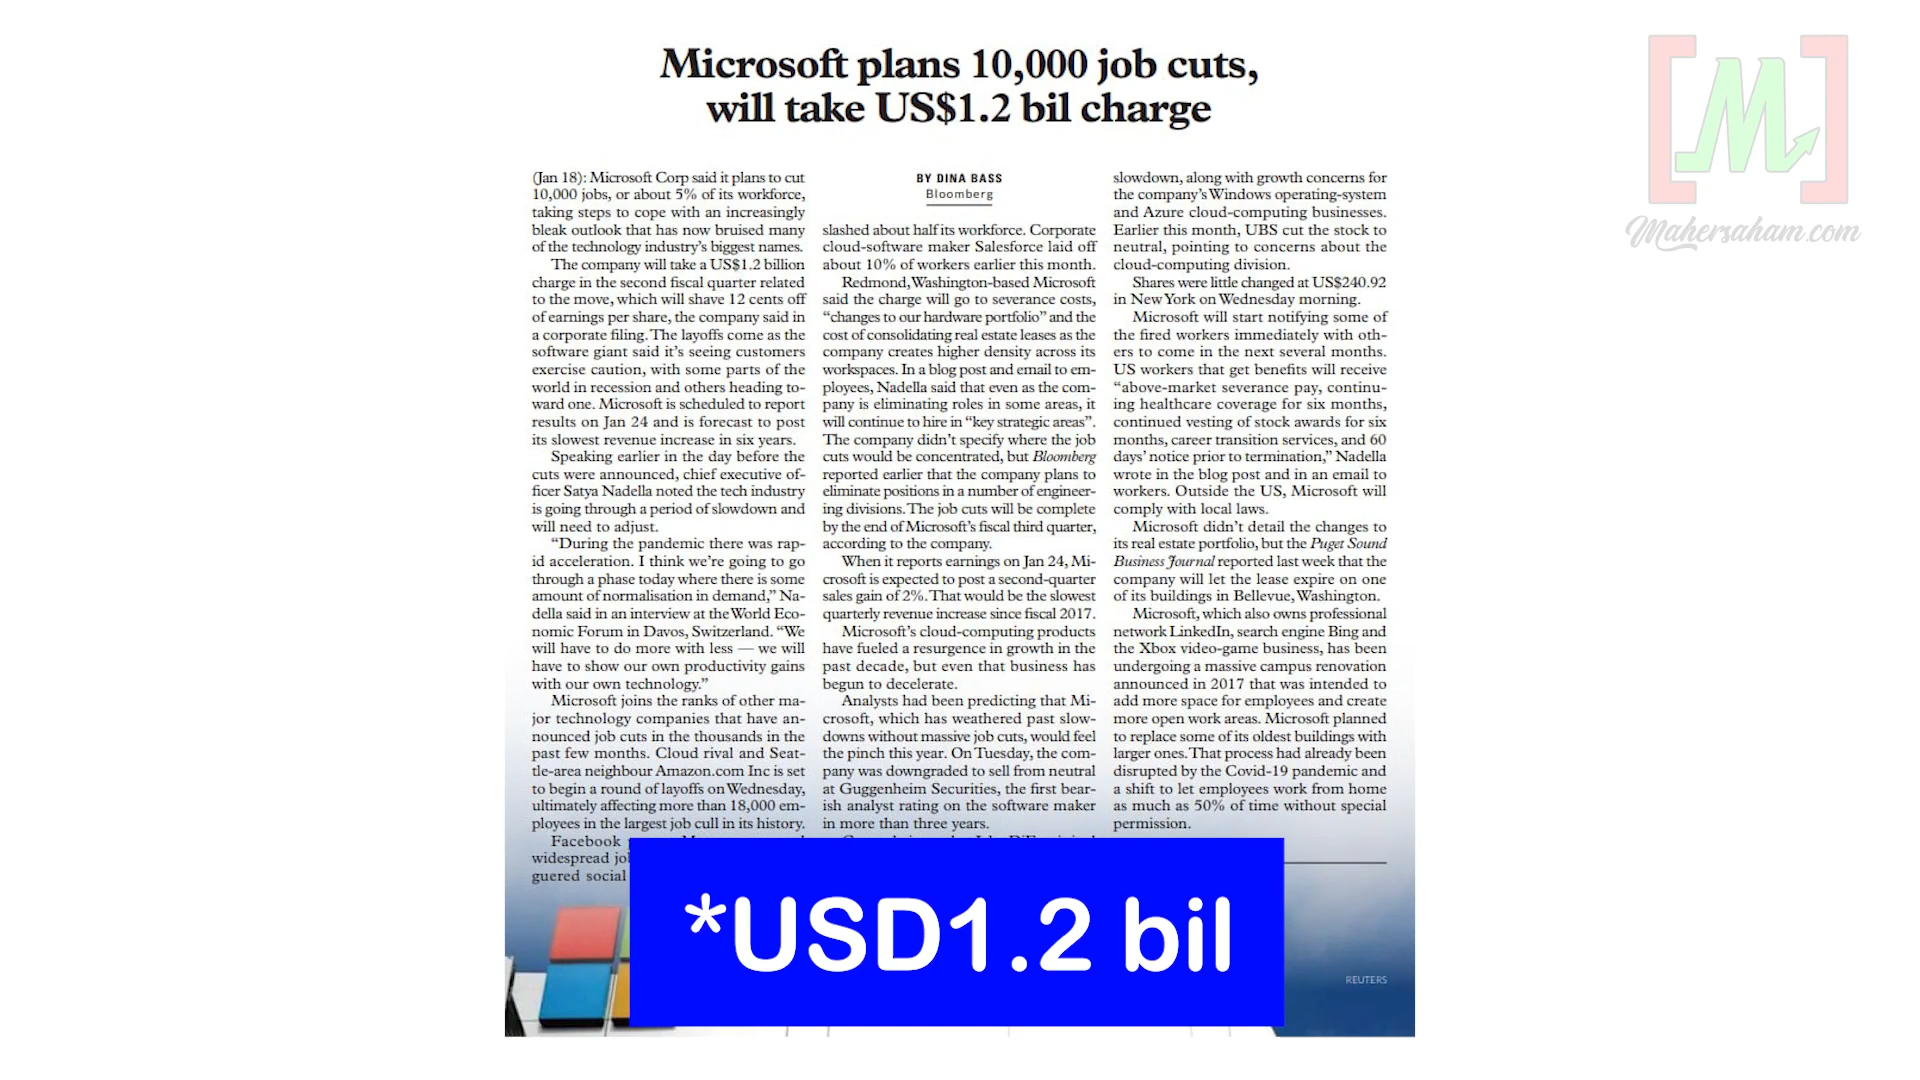 Microsoft plans 10,000 job cuts,
will take US$1.2 bil charge
(Jan 18): Microsoft Corp said it plans to cut
10,000 jobs, or about 5% of its workforce,
taking steps to cope with an increasingly
bleak outlook that has now bruised many
of the technology industry's biggest names.
The company will take a US$1.2 billion
charge in the second fiscal quarter related
to the move, which will shave 12 cents off
of earnings per share, the company said in
a corporate filing. The layoffs come as the
software giant said it's seeing customers
exercise caution, with some parts of the
world in recession and others heading to-
ward one. Microsoft is scheduled to report
results on Jan 24 and is forecast to post
its slowest revenue increase in six years.
Speaking earlier in the day before the
cuts were announced, chief executive of-
ficer Satya Nadella noted the tech industry
is going through a period of slowdown and
will need to adjust.
“During the pandemic there was rap-
id acceleration. I think we're going to go
through a phase today where there is some
amount of normalisation in demand,” Na-
della said in an interview at the World Eco-
nomic Forum in Davos, Switzerland. “We
will have to do more with less — we will
have to show our own productivity gains
with our own technology.”
Microsoft joins the ranks of other ma-
jor technology companies that have an-
nounced job cuts in the thousands in the
past few months. Cloud rival and Seat-
tle-area neighbour Amazon.com Inc is set
to begin a round of layoffs on Wednesday,
ultimately affecting more than 18,000 em-
ployees in the largest job cull in its history.
Facebook
widespread
guered social
BY DINA BASS
Bloomberg
slashed about half its workforce. Corporate
cloud-software maker Salesforce laid off
about 10% of workers earlier this month.
Redmond, Washington-based Microsoft
said the charge will go to severance costs,
“changes to our hardware portfolio” and the
cost of consolidating real estate leases as the
company creates higher density across its
workspaces. In a blog post and email to em-
ployees, Nadella said that even as the com-
pany is eliminating roles in some areas, it
will continue to hire in “key strategic areas”.
The company didn't specify where the job
cuts would be concentrated, but Bloomberg
reported earlier that the company plans to
eliminate positions in a number of engineer-
ing divisions. The job cuts will be complete
by the end of Microsoft's fiscal third quarter,
according to the company.
When it reports earnings on Jan 24, Mi-
crosoft is expected to post a second-quarter
sales gain of 2%. That would be the slowest
quarterly revenue increase since fiscal 2017.
Microsoft's cloud-computing products
have fueled a resurgence in growth in the
past decade, but even that business has
begun to decelerate.
Analysts had been predicting that Mi-
crosoft, which has weathered past slow-
downs without massive job cuts, would feel
the pinch this year. On Tuesday, the com-
pany was downgraded to sell from neutral
at Guggenheim Securities, the first bear-
ish analyst rating on the software maker
in more than three years.
slowdown, along with growth concerns for
the company's Windows operating-system
and Azure cloud-computing businesses.
Earlier this month, UBS cut the stock to
neutral, pointing to concerns about the
cloud-computing division.
Shares were little changed at US$240.92
in New York on Wednesday morning.
Microsoft will start notifying some of
the fired workers immediately with oth-
ers to come in the next several months.
US workers that get benefits will receive
“above-market severance pay, continu-
ing healthcare coverage for six months,
continued vesting of stock awards for six
months, career transition services, and 60
days' notice prior to termination,” Nadella
wrote in the blog post and in an email to
workers. Outside the US, Microsoft will
comply with local laws.
Microsoft didn't detail the changes to
its real estate portfolio, but the Puget Sound
Business Journal reported last week that the
company will let the lease expire on one
of its buildings in Bellevue, Washington.
Microsoft, which also owns professional
network LinkedIn, search engine Bing and
the Xbox video-game business, has been
undergoing a massive campus renovation
announced in 2017 that was intended to
add more space for employees and create
more open work areas. Microsoft planned
to replace some of its oldest buildings with
larger ones. That process had already been
disrupted by the Covid-19 pandemic and
a shift to let employees work from home
as much as 50% of time without special
permission.
*USD1.2 bil
REUTERS
Mahersaham.com